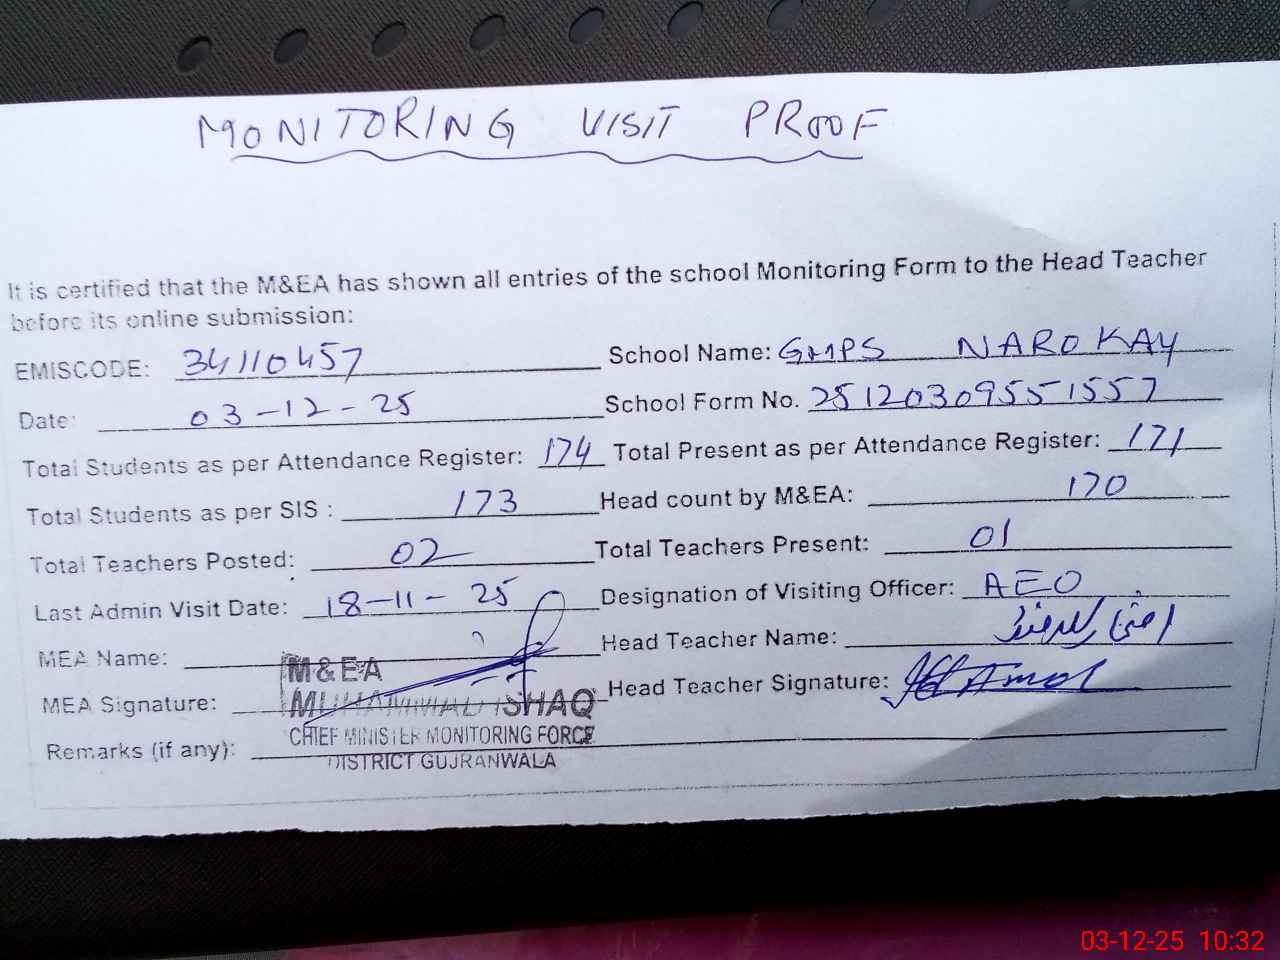 MONITORING VISIT PROOF
It is certified that the M&EA has shown all entries of the school Monitoring Form to the Head Teacher
before its online submission:
EMISCODE: 34110457 School Name: GMPS NAROKAY
Date: 03-12-25 School Form No. 251203095551557
Total Students as per Attendance Register: 174 Total Present as per Attendance Register: 171
Total Students as per SIS : 173 Head count by M&EA: 170
Total Teachers Posted: 02 Total Teachers Present: 01
Last Admin Visit Date: 18-11-25 Designation of Visiting Officer: AEO
MEA Name: Head Teacher Name:
M&EA
MEA Signature: MUHAMMAD ISHAQ Head Teacher Signature:
CHIEF MINISTER MONITORING FORCE
Remarks (if any):
DISTRICT GUJRANWALA
03-12-25 10:32